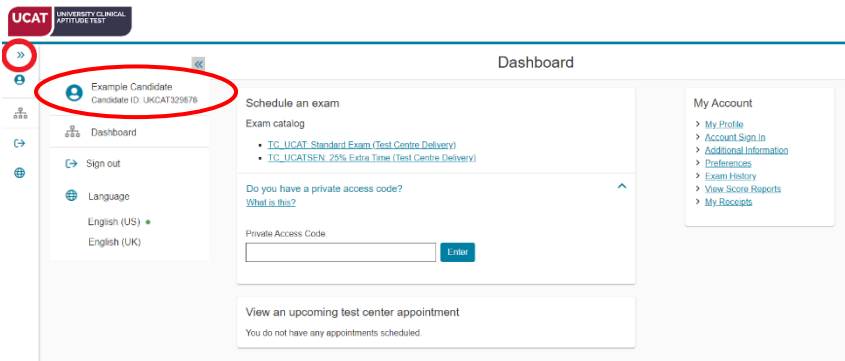 UCAT UNIVERSITY CLINICAL
APTITUDE TEST
Dashboard
Example Candidate
Candidate ID: UKCAT329878
Dashboard
Sign out
Language
English (US)
English (UK)
Schedule an exam
Exam catalog
TC_UCAT: Standard Exam (Test Centre Delivery)
TC_UCATSEN: 25% Extra Time (Test Centre Delivery)
Do you have a private access code?
What is this?
Private Access Code:
Enter
View an upcoming test center appointment
You do not have any appointments scheduled.
My Account
My Profile
Account Sign In
Additional Information
Preferences
Exam History
View Score Reports
My Receipts